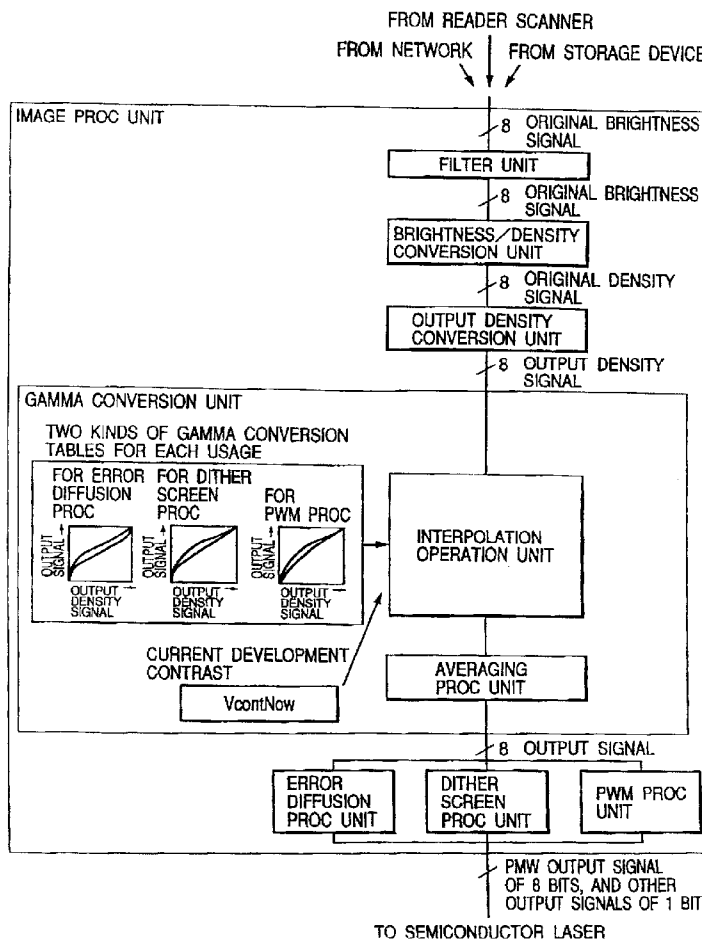 FROM READER SCANNER
FROM NETWORK
FROM STORAGE DEVICE
IMAGE PROC UNIT
8 ORIGINAL BRIGHTNESS
SIGNAL
FILTER UNIT
8 ORIGINAL BRIGHTNESS
SIGNAL
BRIGHTNESS/DENSITY
CONVERSION UNIT
8 ORIGINAL DENSITY
SIGNAL
OUTPUT DENSITY
CONVERSION UNIT
8 OUTPUT DENSITY
SIGNAL
GAMMA CONVERSION UNIT
TWO KINDS OF GAMMA CONVERSION
TABLES FOR EACH USAGE
FOR ERROR
DIFFUSION
PROC
OUTPUT
SIGNAL
OUTPUT
DENSITY
SIGNAL
FOR DITHER
SCREEN
PROC
OUTPUT
SIGNAL
OUTPUT
DENSITY
SIGNAL
FOR
PWM PROC
OUTPUT
SIGNAL
OUTPUT
DENSITY
SIGNAL
INTERPOLATION
OPERATION UNIT
CURRENT DEVELOPMENT
CONTRAST
VcontNow
AVERAGING
PROC UNIT
8 OUTPUT SIGNAL
ERROR
DIFFUSION
PROC UNIT
DITHER
SCREEN
PROC UNIT
PWM PROC
UNIT
PMW OUTPUT SIGNAL
OF 8 BITS, AND OTHER
OUTPUT SIGNALS OF 1 BIT
TO SEMICONDUCTOR LASER